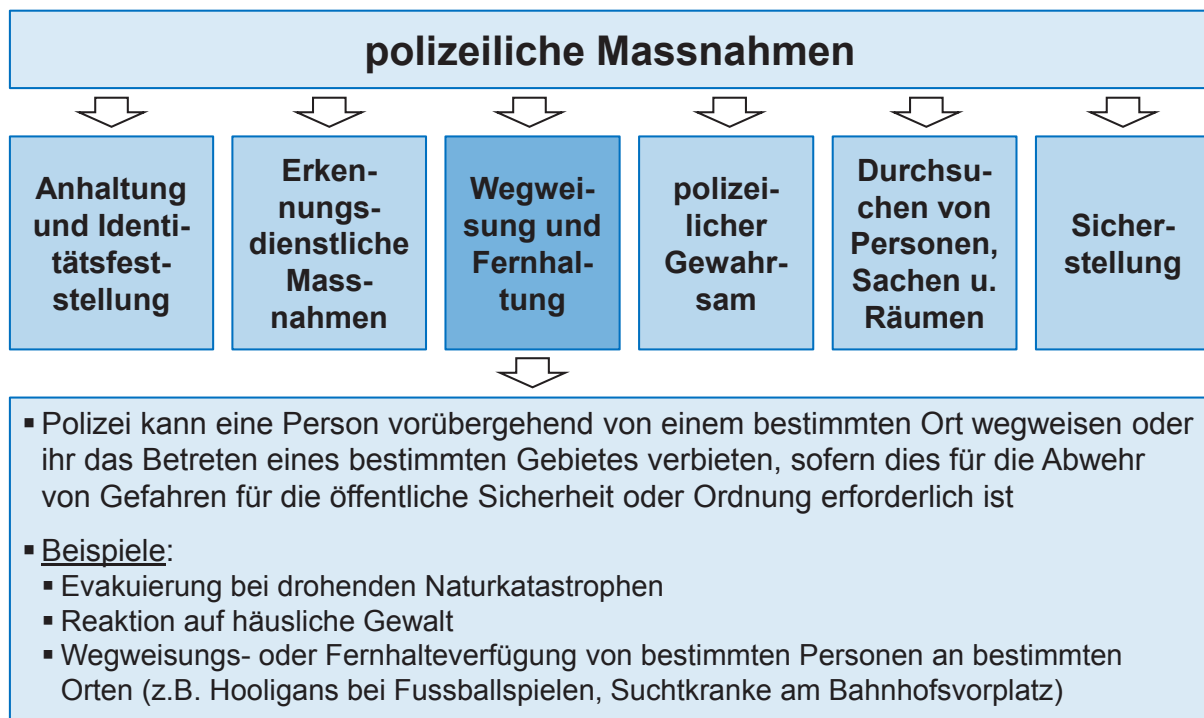 polizeiliche Massnahmen
Anhaltung
und Identi-
tätsfest-
stellung
Erken-
nungs-
dienstliche
Mass-
nahmen
Wegwei-
sung und
Fernhal-
tung
polizei-
licher
Gewahr-
sam
Durchsu-
chen von
Personen,
Sachen u.
Räumen
Sicher-
stellung
▪ Polizei kann eine Person vorübergehend von einem bestimmten Ort wegweisen oder
ihr das Betreten eines bestimmten Gebietes verbieten, sofern dies für die Abwehr
von Gefahren für die öffentliche Sicherheit oder Ordnung erforderlich ist
▪ Beispiele:
▪ Evakuierung bei drohenden Naturkatastrophen
▪ Reaktion auf häusliche Gewalt
▪ Wegweisungs- oder Fernhalteverfügung von bestimmten Personen an bestimmten
Orten (z.B. Hooligans bei Fussballspielen, Suchtkranke am Bahnhofsvorplatz)